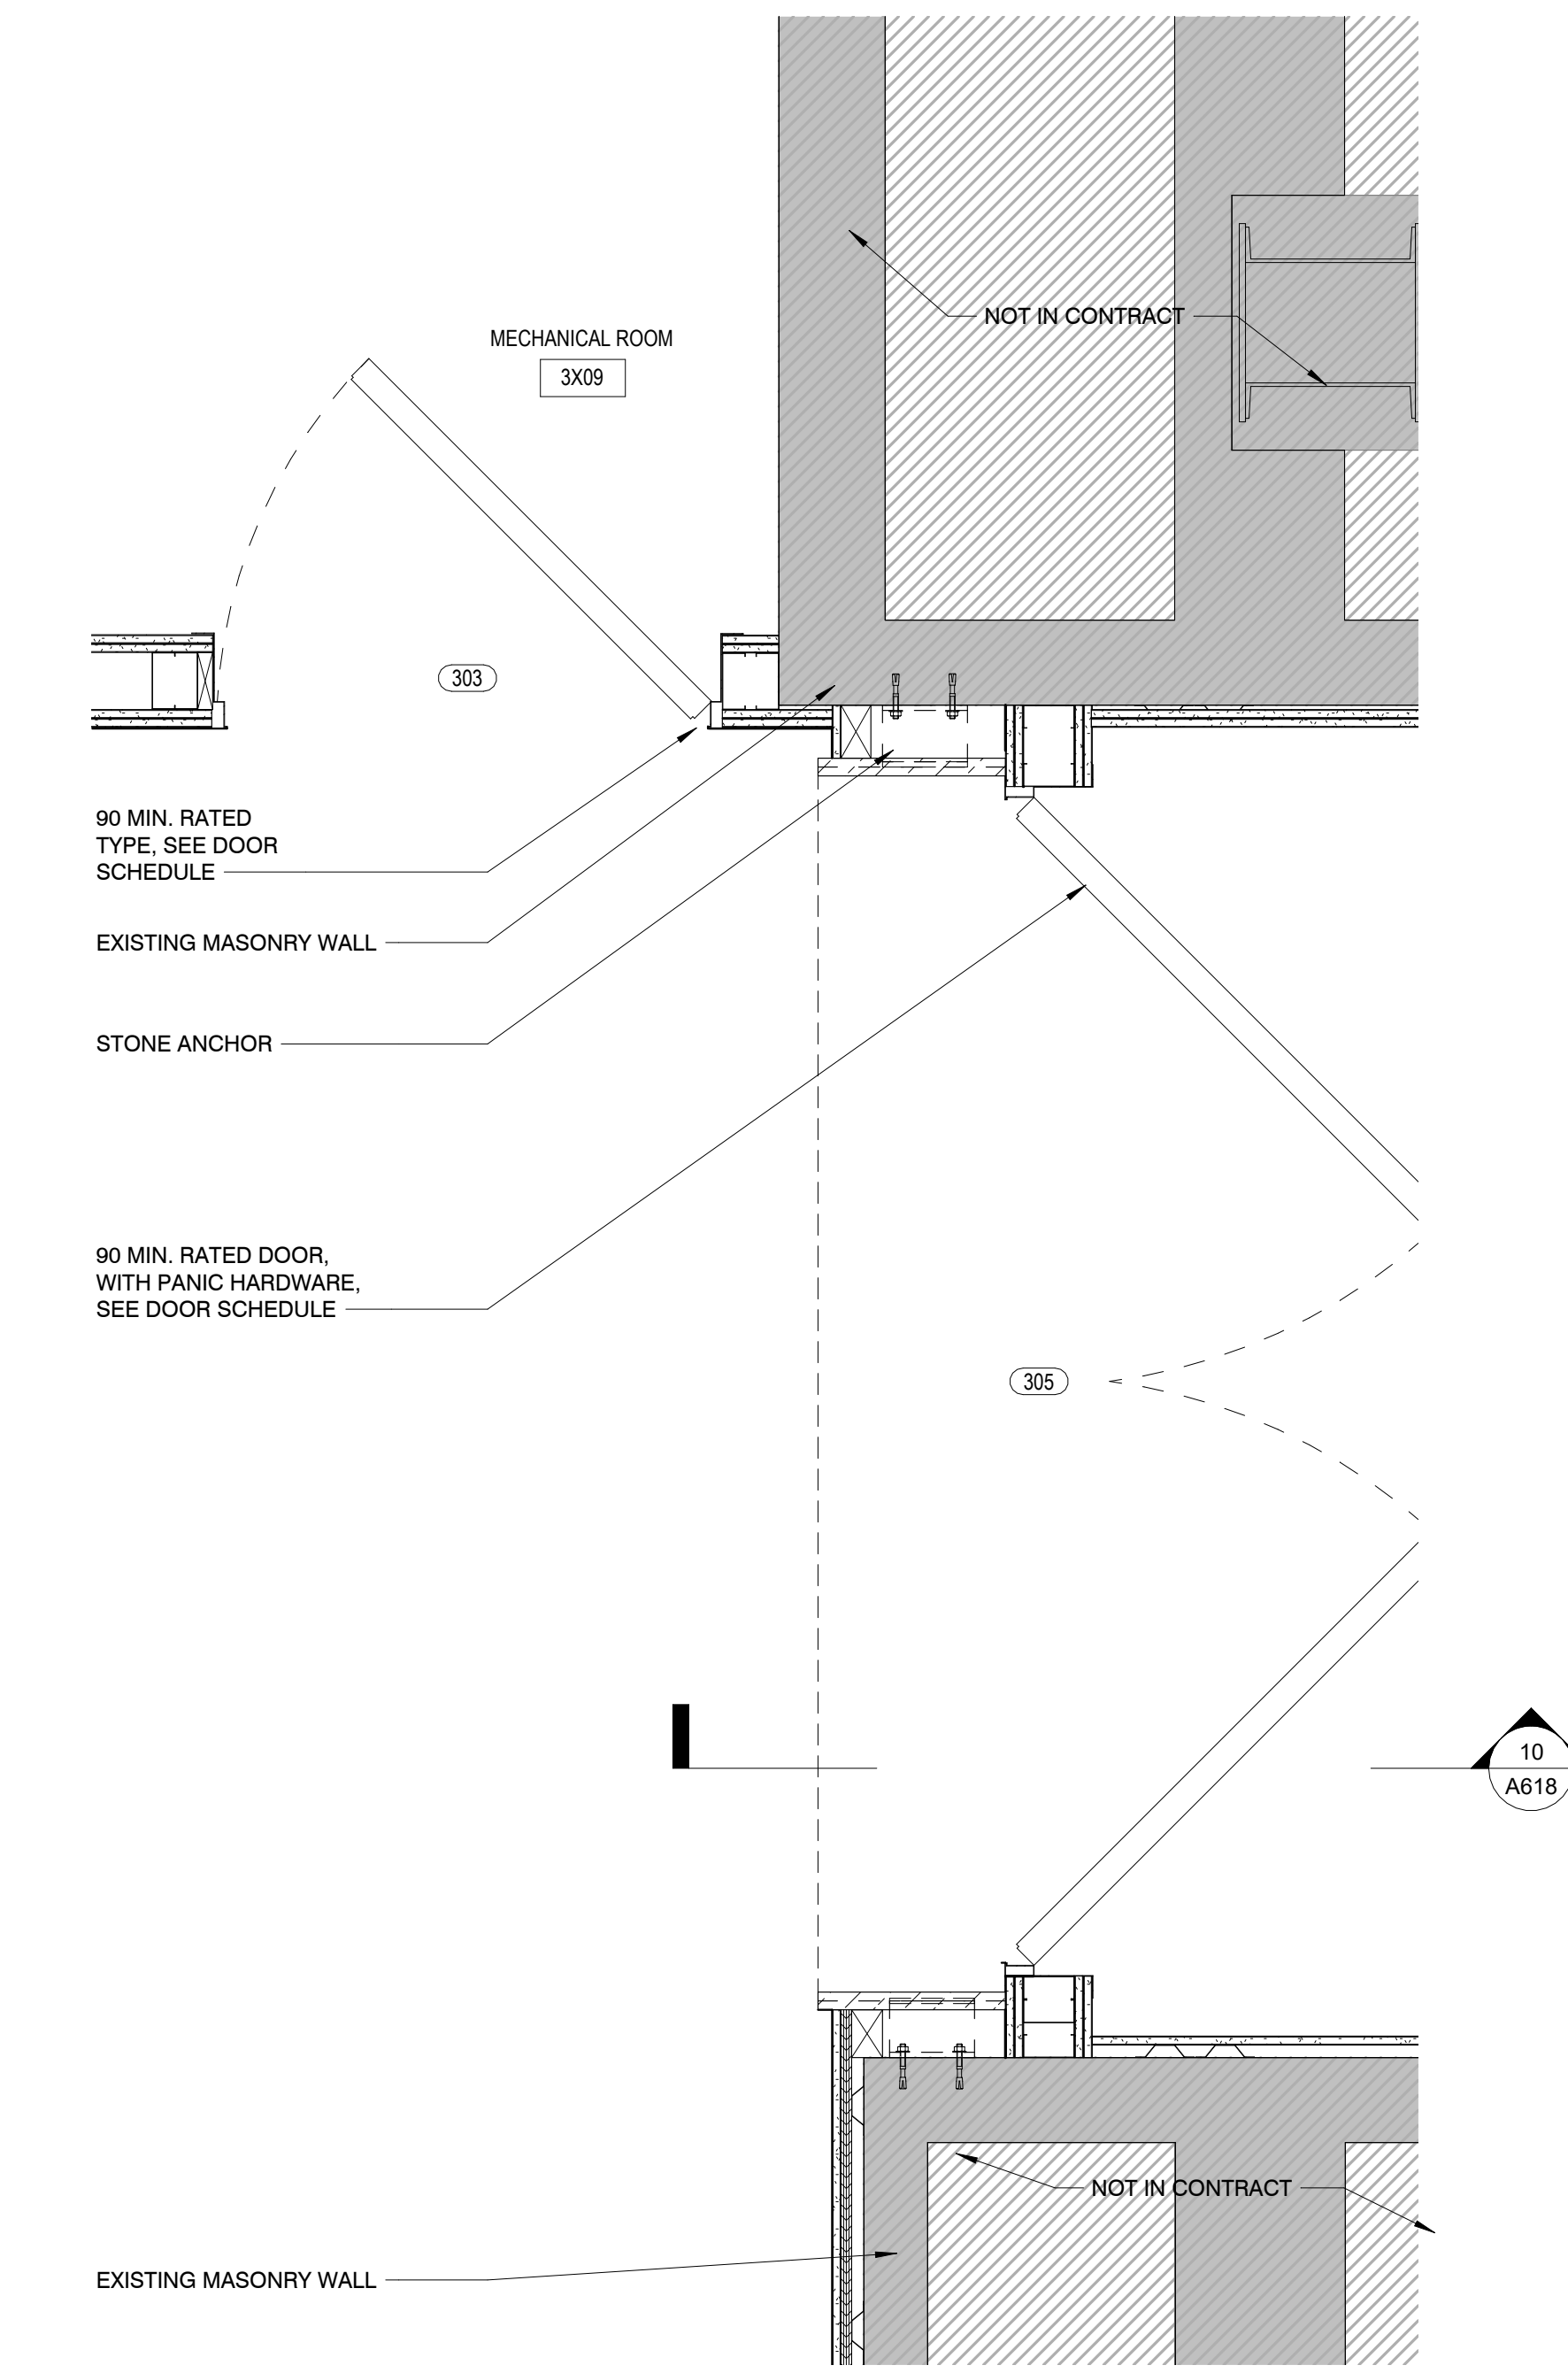 NOT IN CONTRACT
MECHANICAL ROOM
3X09
303
90 MIN. RATED
TYPE, SEE DOOR
SCHEDULE
EXISTING MASONRY WALL
STONE ANCHOR
90 MIN. RATED DOOR,
WITH PANIC HARDWARE,
SEE DOOR SCHEDULE
305
10
A618
NOT IN CONTRACT
EXISTING MASONRY WALL